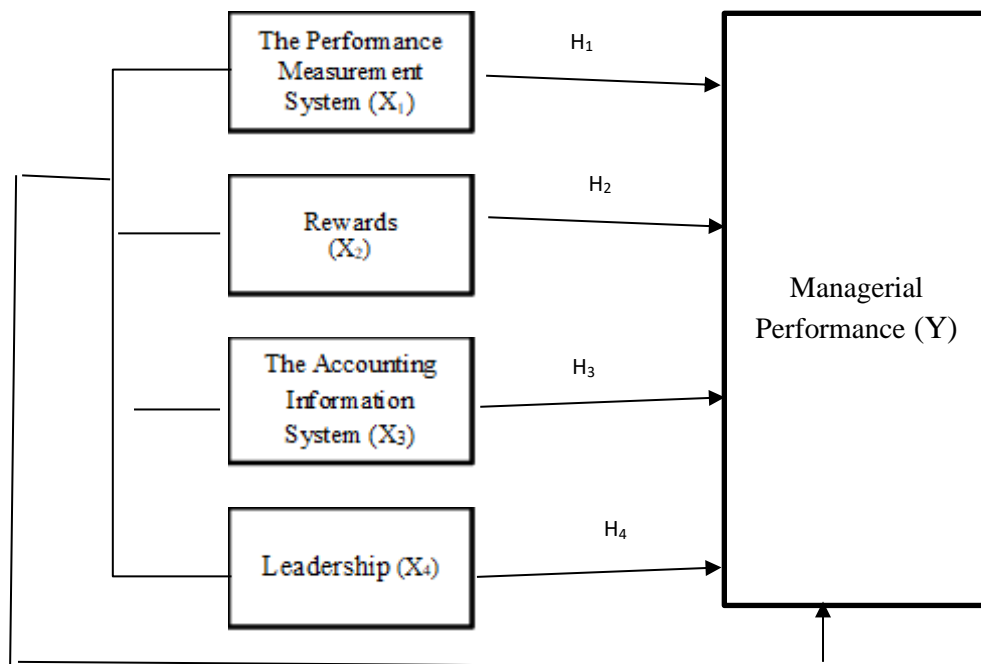 The Performance
Measurement
System (X₁)
H₁
Rewards
(X₂)
H₂
The Accounting
Information
System (X₃)
H₃
Leadership (X₄)
H₄
Managerial
Performance (Y)